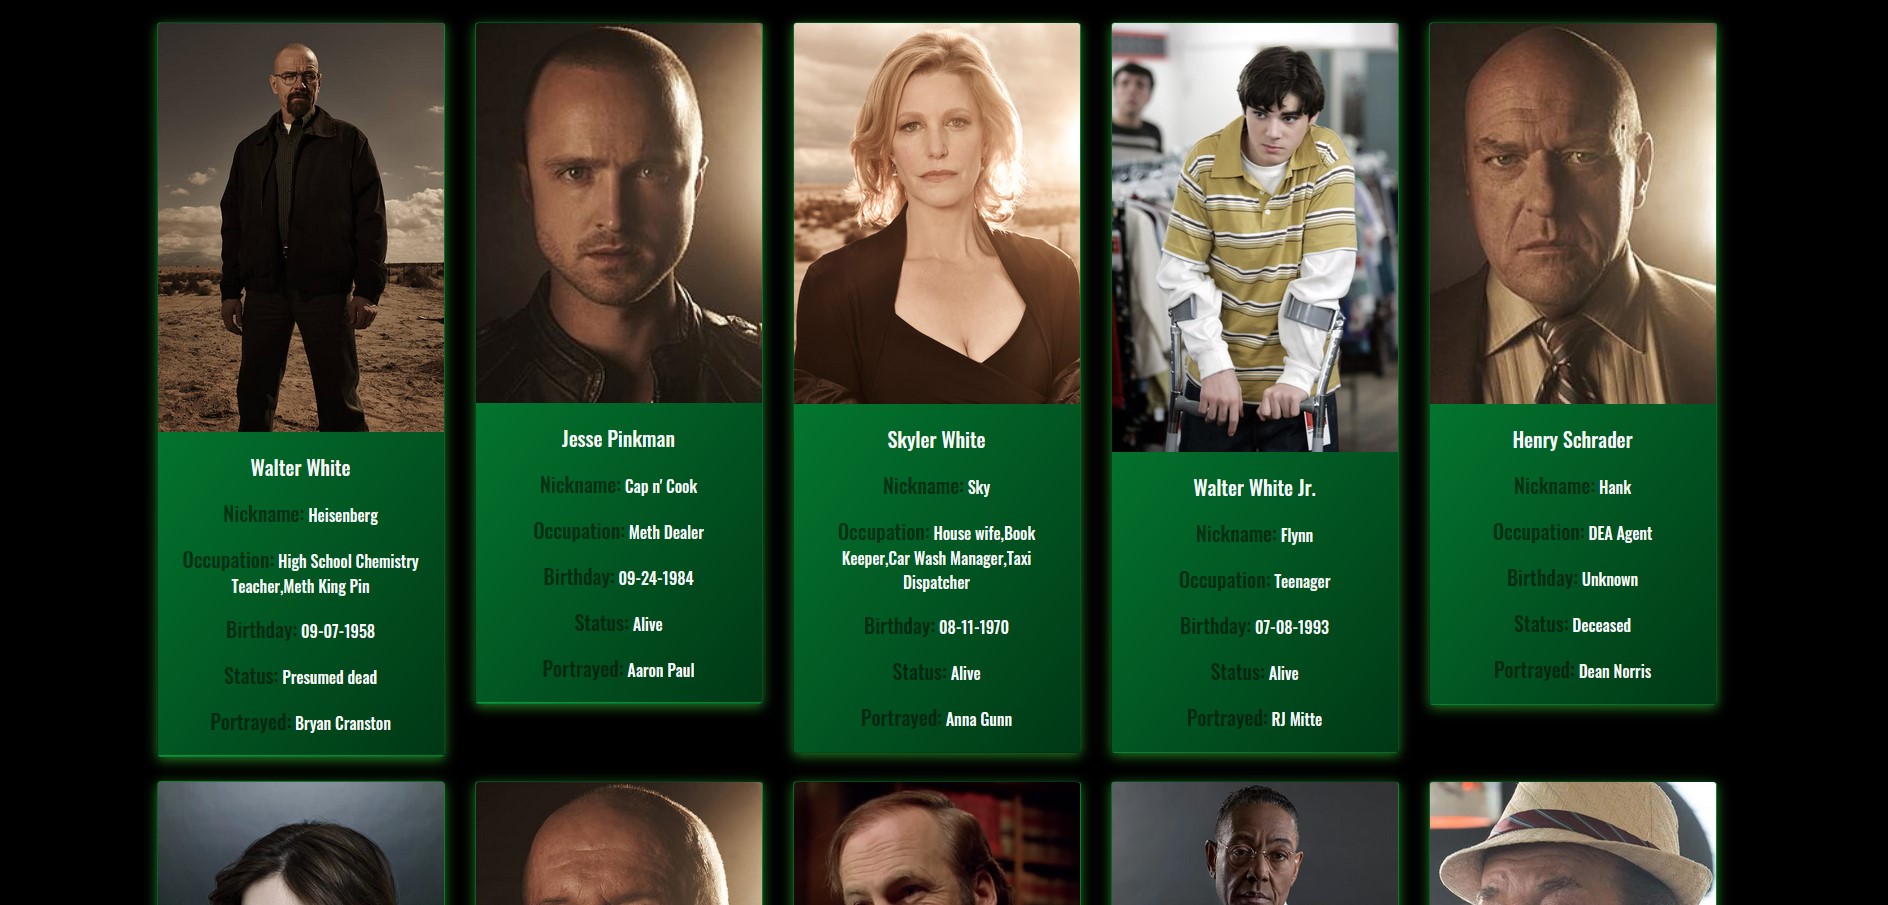 Walter White
Nickname: Heisenberg
Occupation: High School Chemistry
Teacher,Meth King Pin
Birthday: 09-07-1958
Status: Presumed dead
Portrayed: Bryan Cranston
Jesse Pinkman
Nickname: Cap n' Cook
Occupation: Meth Dealer
Birthday: 09-24-1984
Status: Alive
Portrayed: Aaron Paul
Skyler White
Nickname: Sky
Occupation: House wife,Book
Keeper,Car Wash Manager,Taxi
Dispatcher
Birthday: 08-11-1970
Status: Alive
Portrayed: Anna Gunn
Walter White Jr.
Nickname: Flynn
Occupation: Teenager
Birthday: 07-08-1993
Status: Alive
Portrayed: RJ Mitte
Henry Schrader
Nickname: Hank
Occupation: DEA Agent
Birthday: Unknown
Status: Deceased
Portrayed: Dean Norris